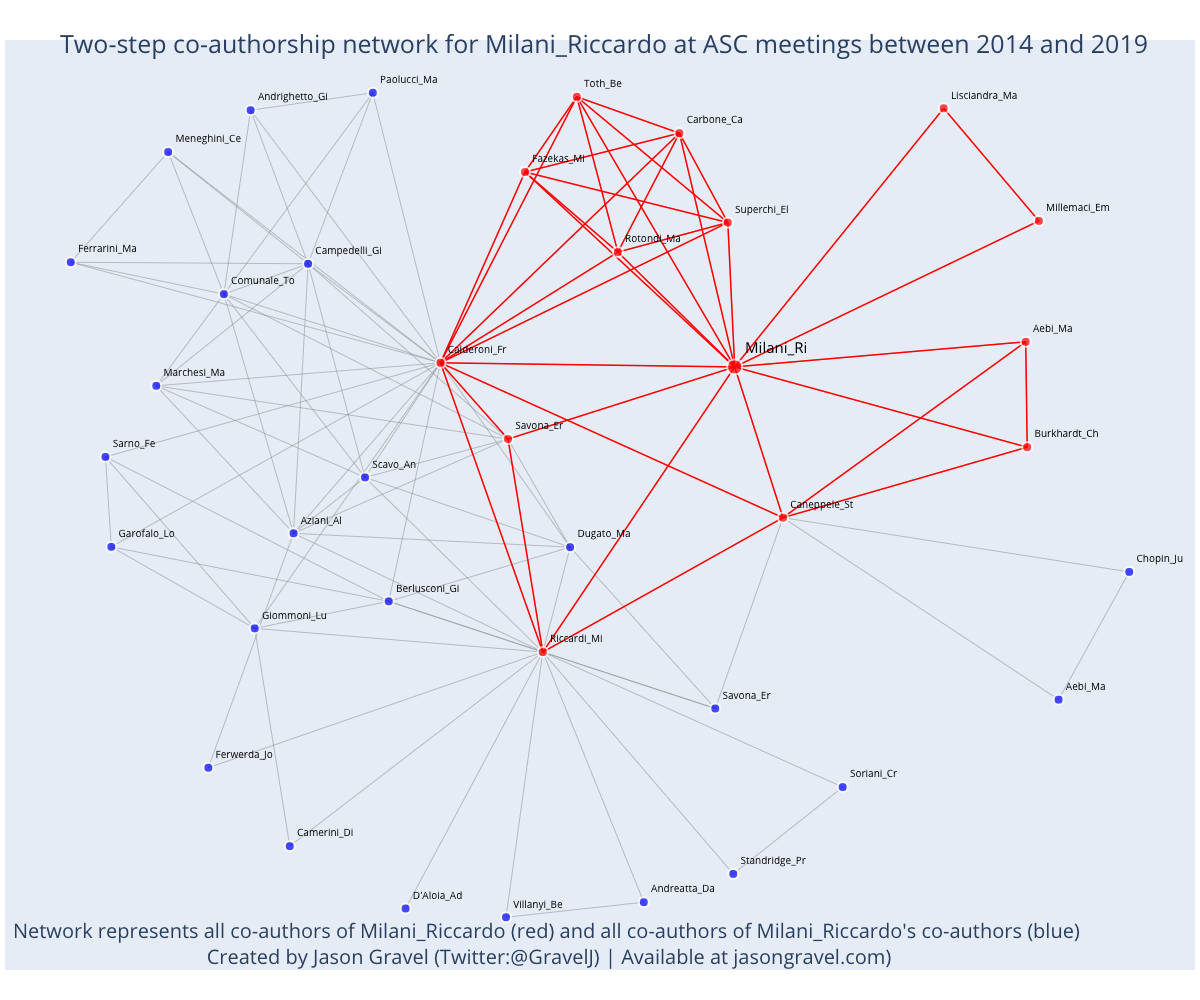 Two-step co-authorship network for Milani_Riccardo at ASC meetings between 2014 and 2019
Paolucci_Ma
Andrighetto_Gi
Toth_Be
Lisciandra_Ma
Carbone_Ca
Meneghini_Ce
Fazekas_Mi
Superchi_El
Millemaci_Em
Rotondi_Ma
Ferrarini_Ma
Campedelli_Gi
Comunale_To
Aebi_Ma
Calderoni_Fr
Milani_Ri
Marchesi_Ma
Savona_Er
Burkhardt_Ch
Sarno_Fe
Scavo_An
Caneppele_St
Aziani_Al
Garofalo_Lo
Dugato_Ma
Chopin_Ju
Berlusconi_Gi
Giommoni_Lu
Riccardi_Mi
Aebi_Ma
Savona_Er
Ferwerda_Jo
Soriani_Cr
Camerini_Di
Standridge_Pr
Andreatta_Da
D'Aloia_Ad
Villanyi_Be
Network represents all co-authors of Milani_Riccardo (red) and all co-authors of Milani_Riccardo's co-authors (blue)
Created by Jason Gravel (Twitter:@GravelJ) | Available at jasongravel.com)